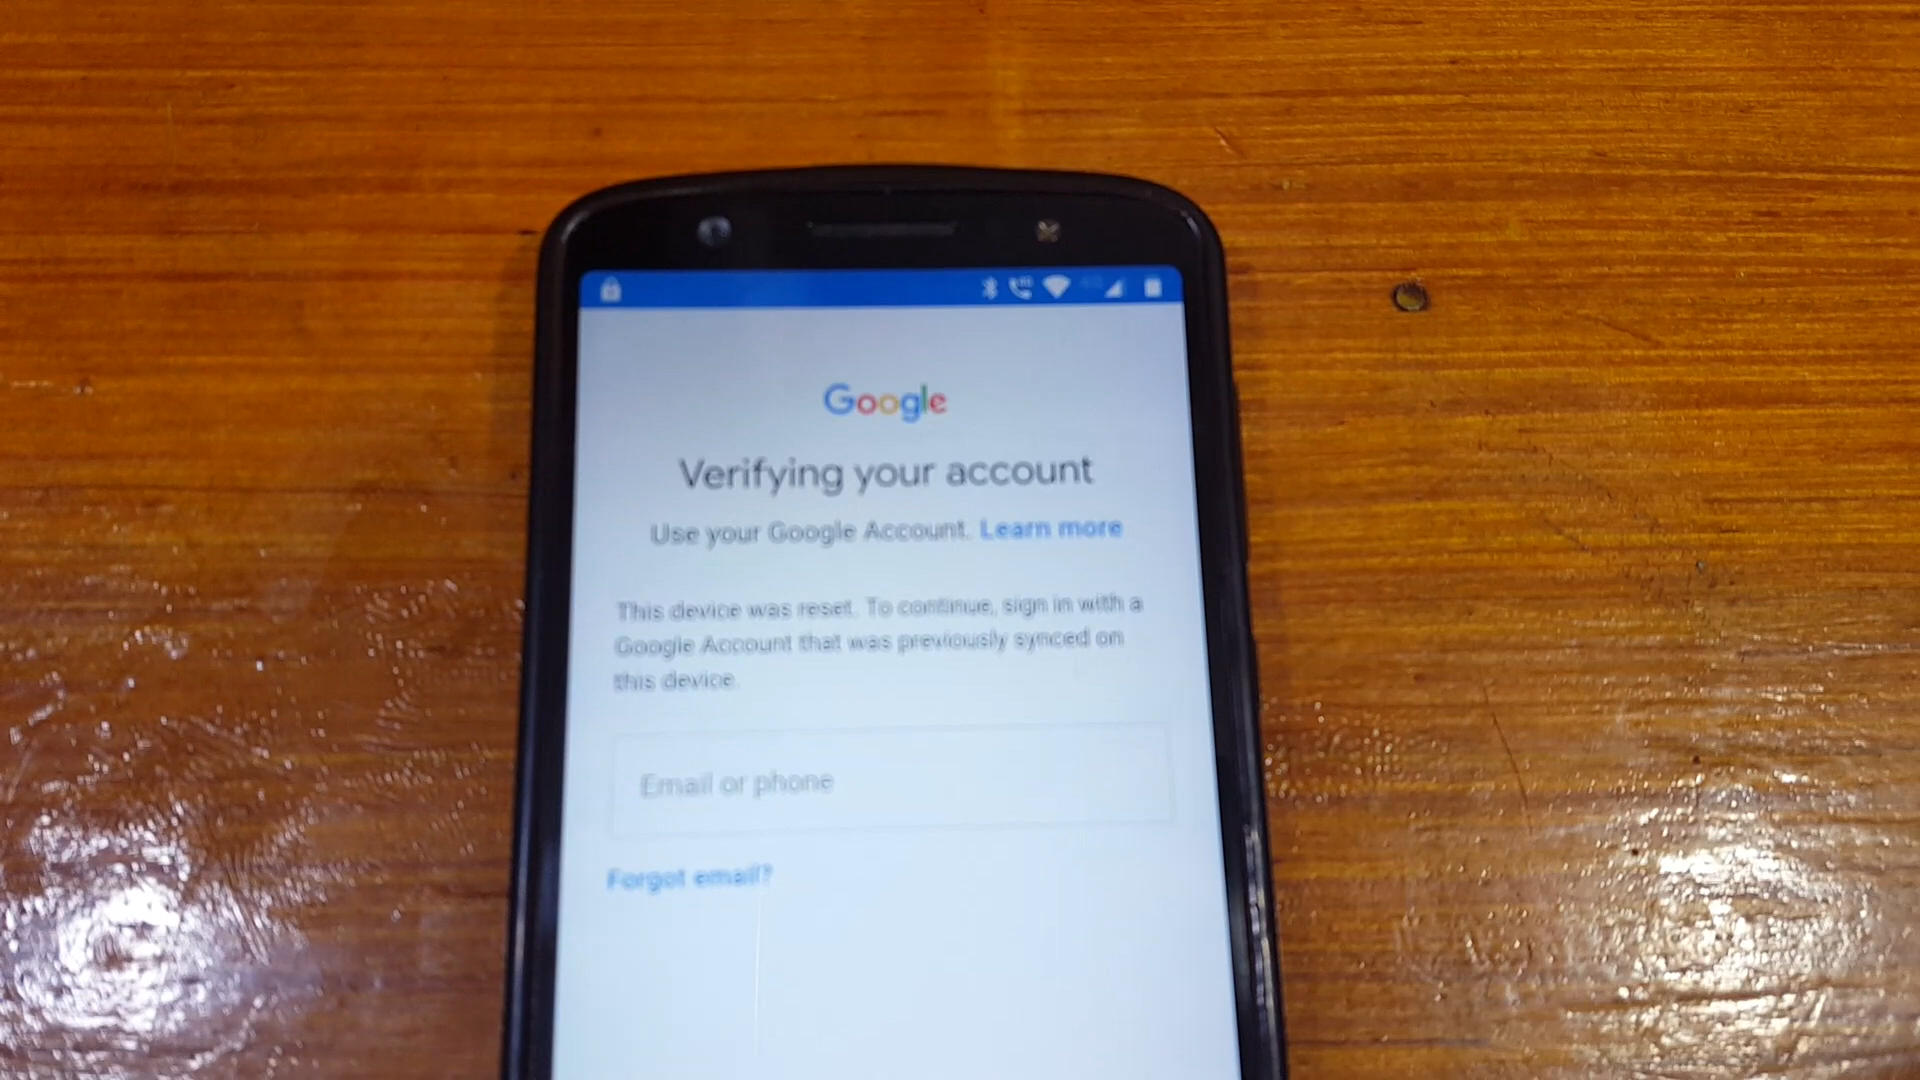 Google
Verifying your account
Use your Google Account. Learn more
This device was reset. To continue, sign in with a
Google Account that was previously synced on
this device.
Email or phone
Forgot email?